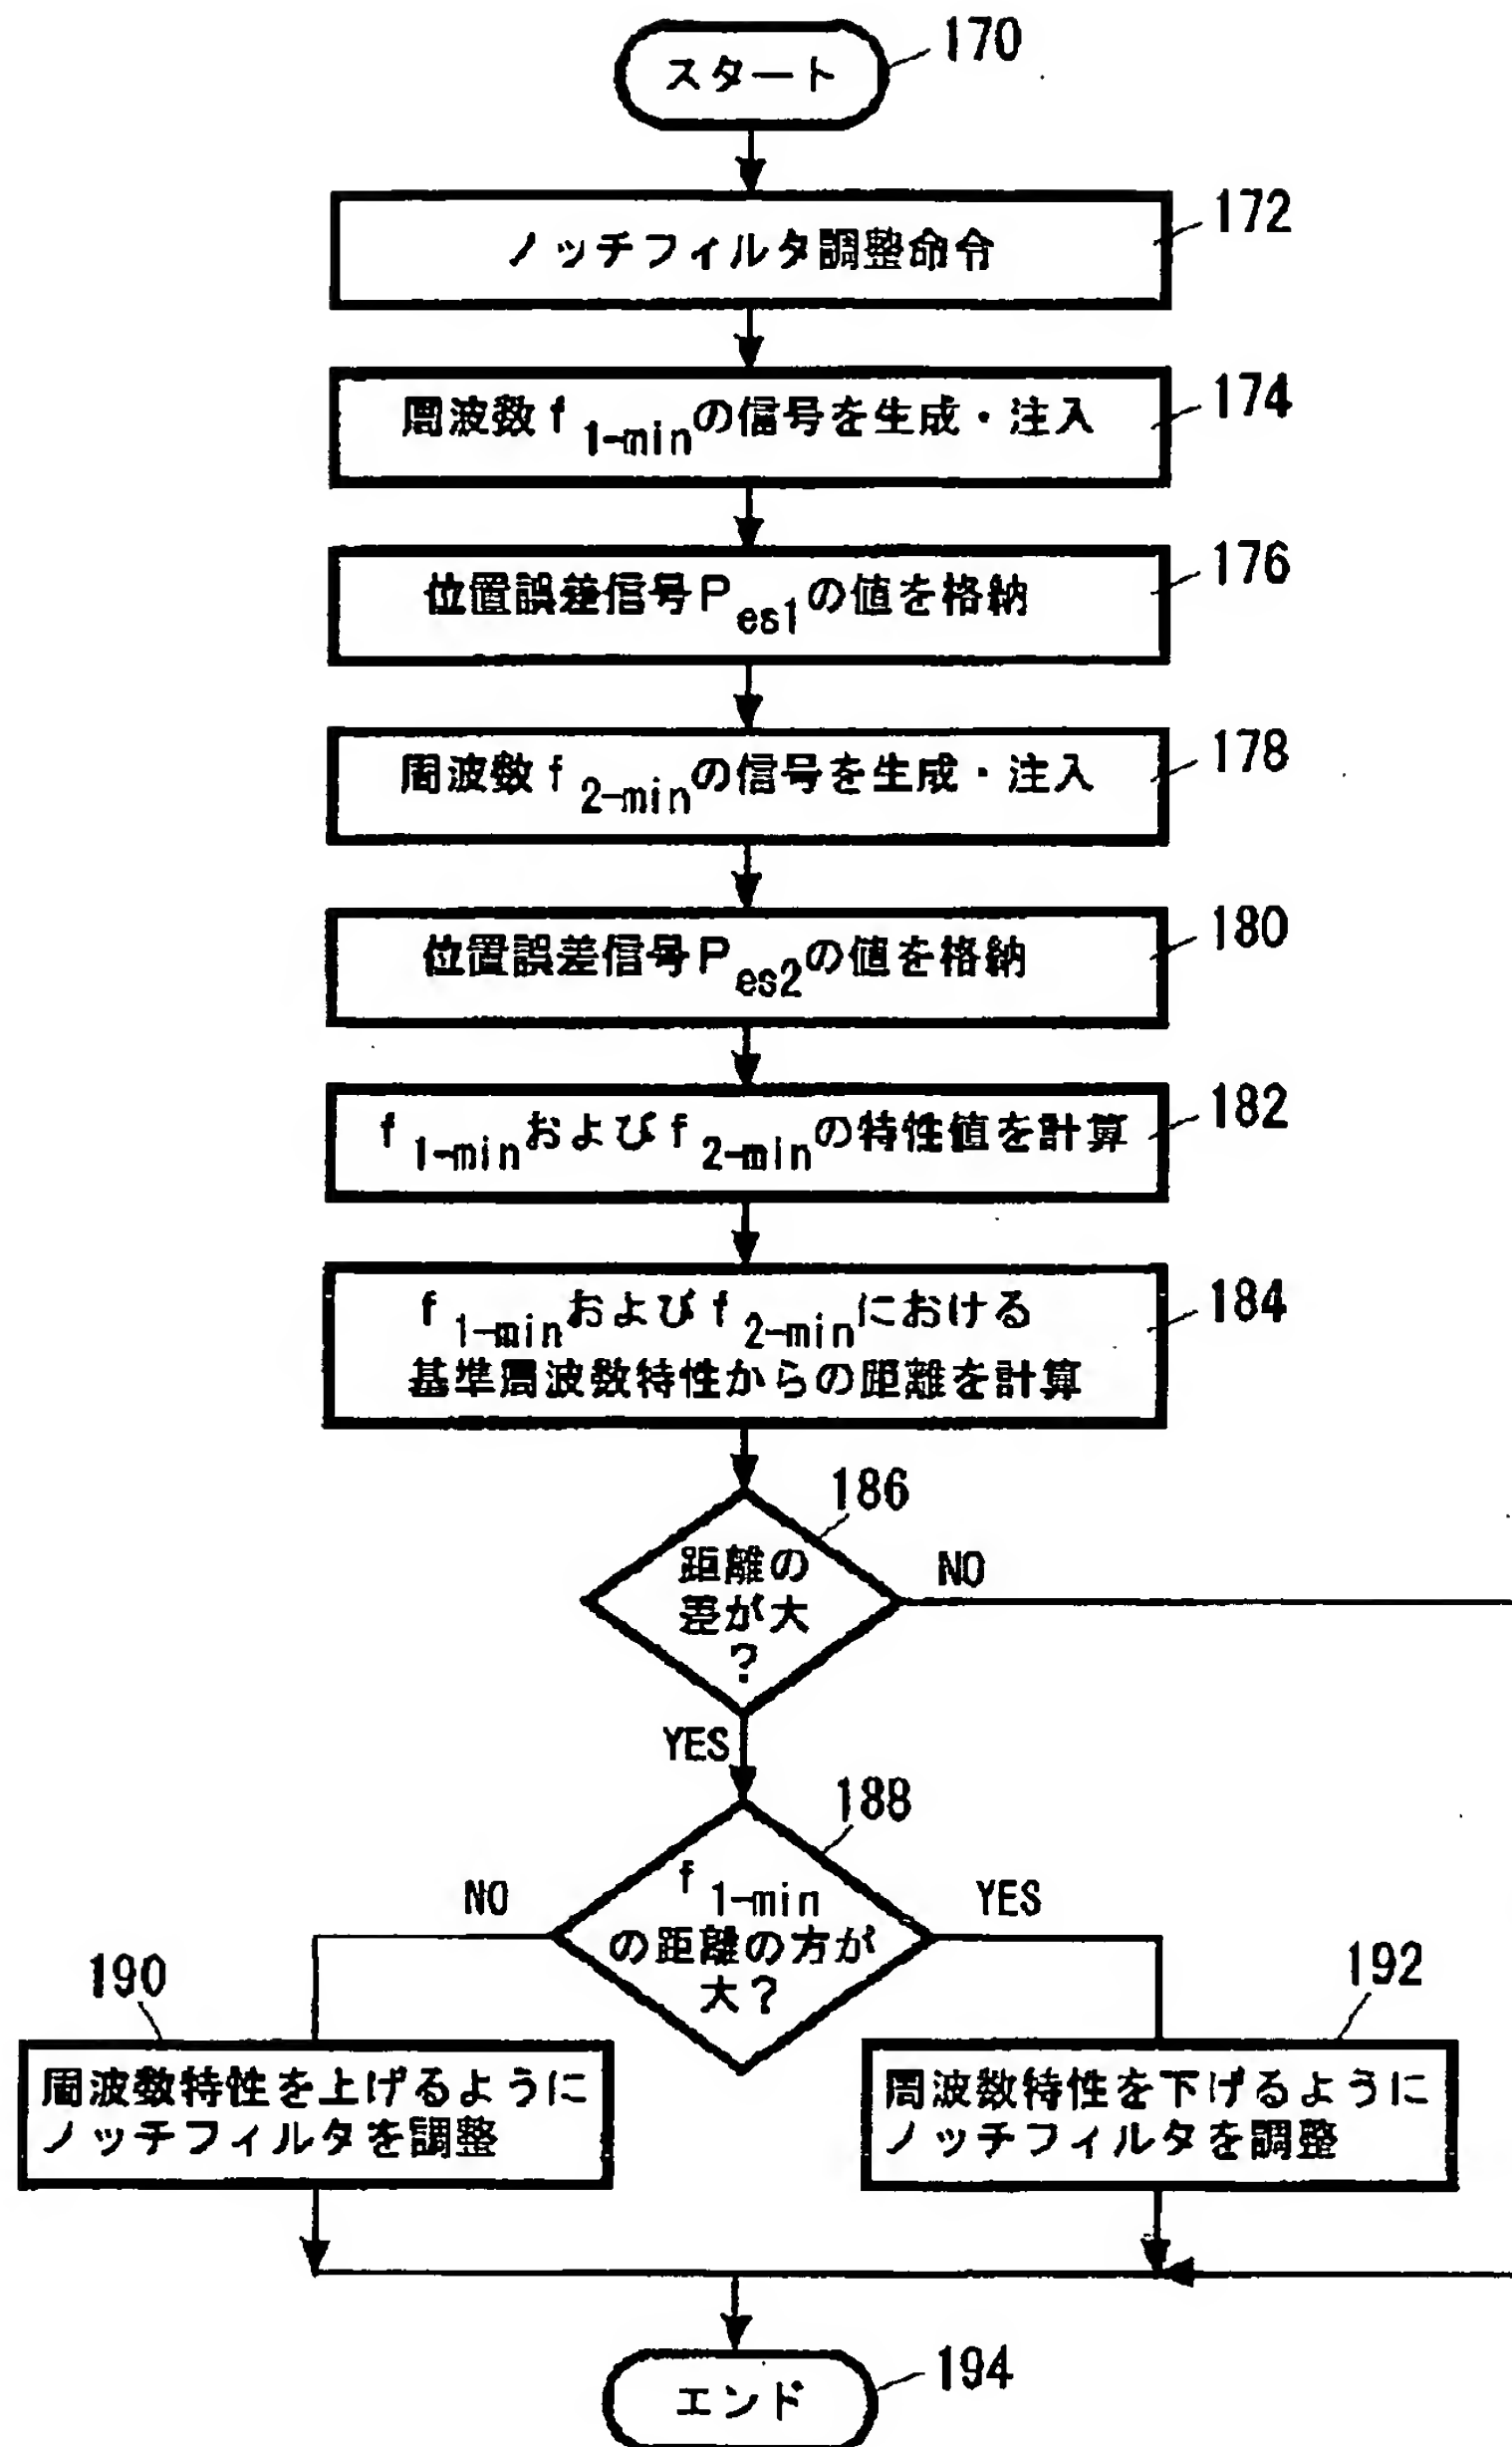 スタート
170
ノッチフィルタ調整命令
172
周波数 f 1-min の信号を生成・注入
174
位置誤差信号 P es1 の値を格納
176
周波数 f 2-min の信号を生成・注入
178
位置誤差信号 P es2 の値を格納
180
f 1-min および f 2-min の特性値を計算
182
f 1-min および f 2-min における
基準周波数特性からの距離を計算
184
186
距離の
差が大
?
NO
YES
188
f 1-min
の距離の方が
大?
NO
YES
190
周波数特性を上げるように
ノッチフィルタを調整
192
周波数特性を下げるように
ノッチフィルタを調整
エンド
194